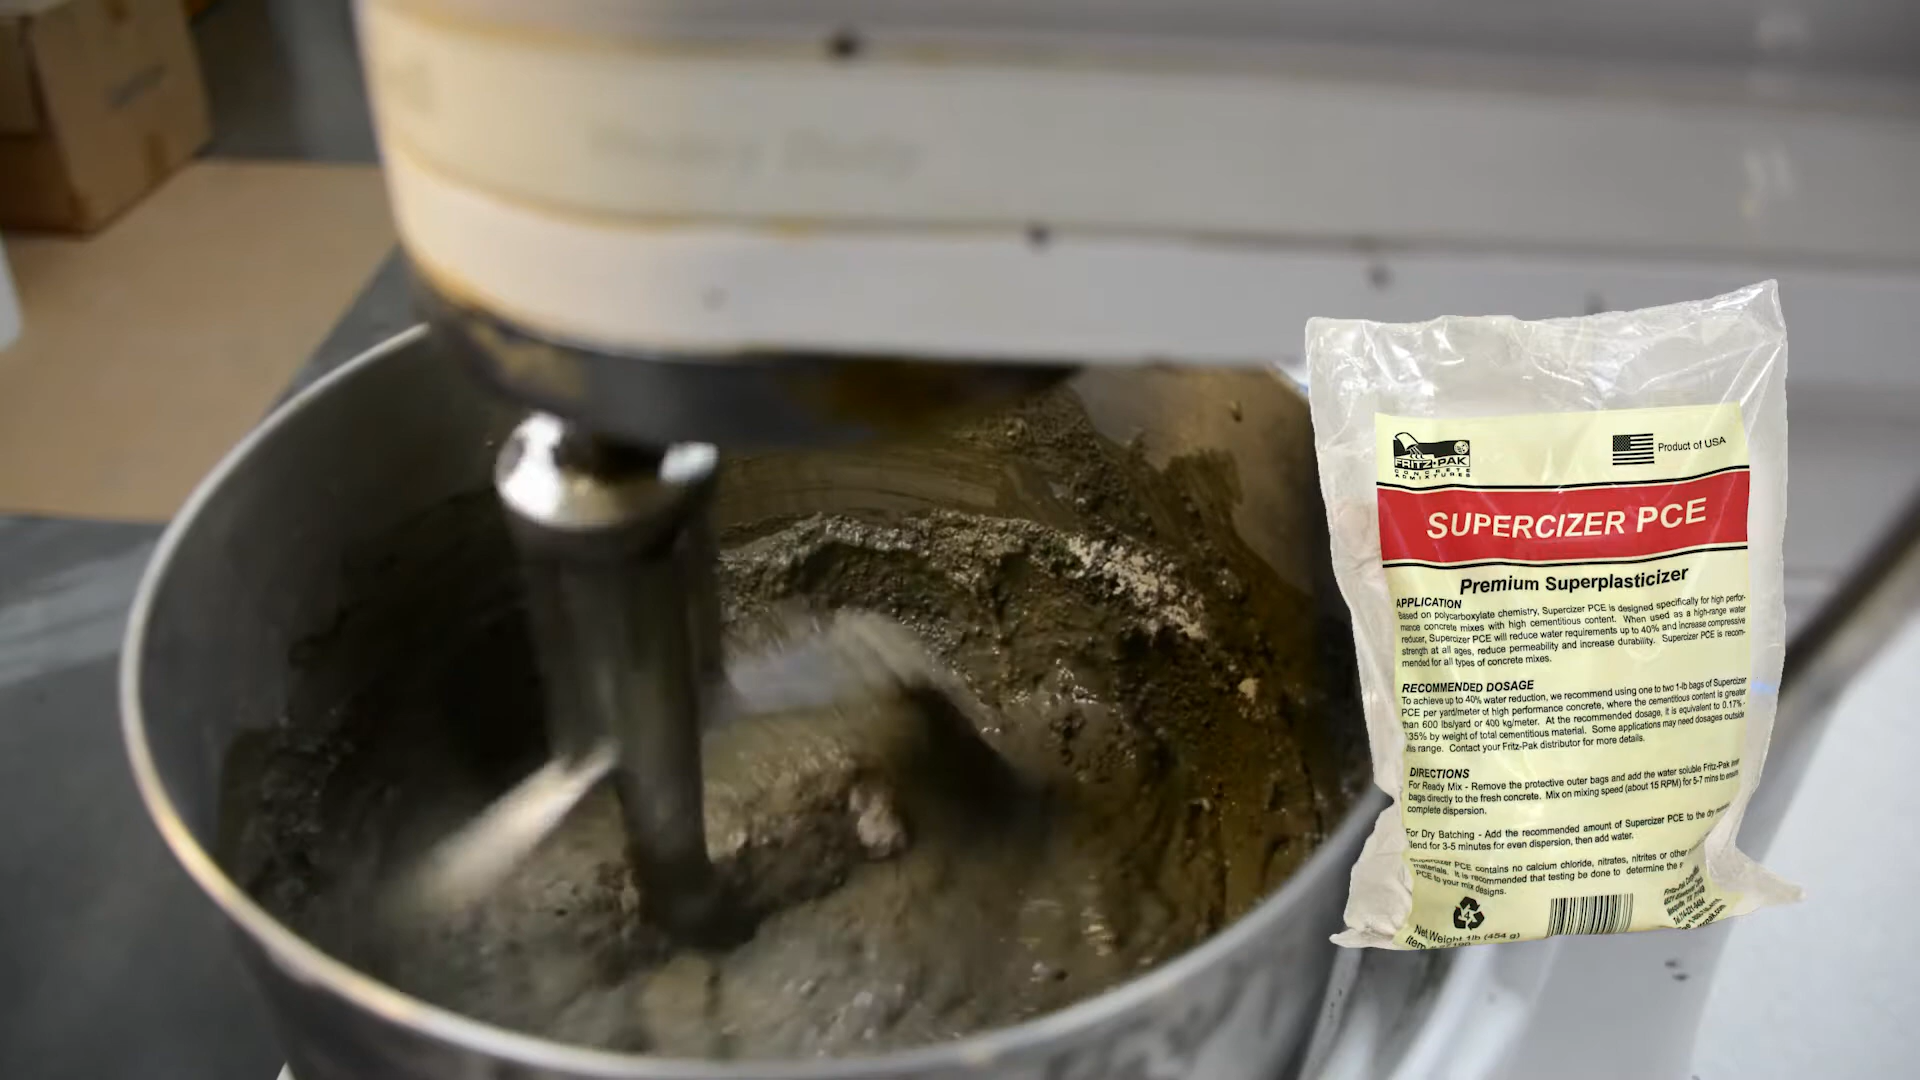 Heavy Duty
FRITZ-PAK
CONCRETE
ADMIXTURES
Product of USA
SUPERCIZER PCE
Premium Superplasticizer
APPLICATION
Based on polycarboxylate chemistry, Supercizer PCE is designed specifically for high perfor-
mance concrete mixes with high cementitious content. When used as a high-range water
reducer, Supercizer PCE will reduce water requirements up to 40% and increase compressive
strength at all ages, reduce permeability and increase durability. Supercizer PCE is recom-
mended for all types of concrete mixes.
RECOMMENDED DOSAGE
To achieve up to 40% water reduction, we recommend using one to two 1-lb bags of Supercizer
PCE per yard/meter of high performance concrete, where the cementitious content is greater
than 600 lbs/yard or 400 kg/meter. At the recommended dosage, it is equivalent to 0.17% -
.35% by weight of total cementitious material. Some applications may need dosages outside
this range. Contact your Fritz-Pak distributor for more details.
DIRECTIONS
For Ready Mix - Remove the protective outer bags and add the water soluble Fritz-Pak inner
bags directly to the fresh concrete. Mix on mixing speed (about 15 RPM) for 5-7 mins to ensure
complete dispersion.
For Dry Batching - Add the recommended amount of Supercizer PCE to the dry
blend for 3-5 minutes for even dispersion, then add water.
Supercizer PCE contains no calcium chloride, nitrates, nitrites or other
materials. It is recommended that testing be done to determine the
PCE to your mix designs.
4
Net Weight 1lb (454 g)
Item